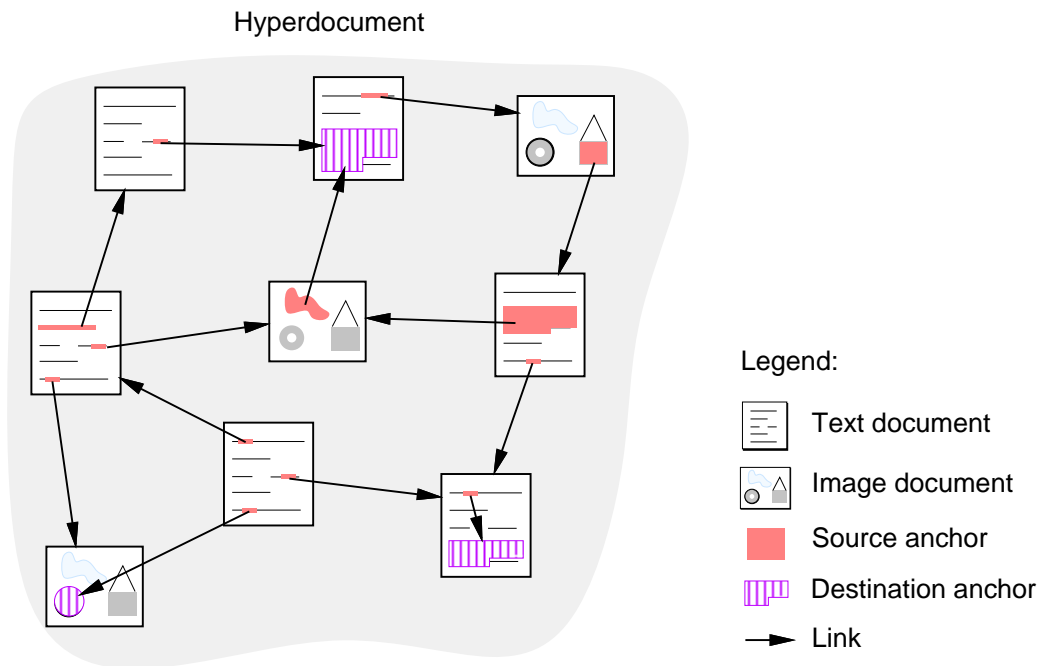 Hyperdocument
Legend:
Text document
Image document
Source anchor
Destination anchor
Link